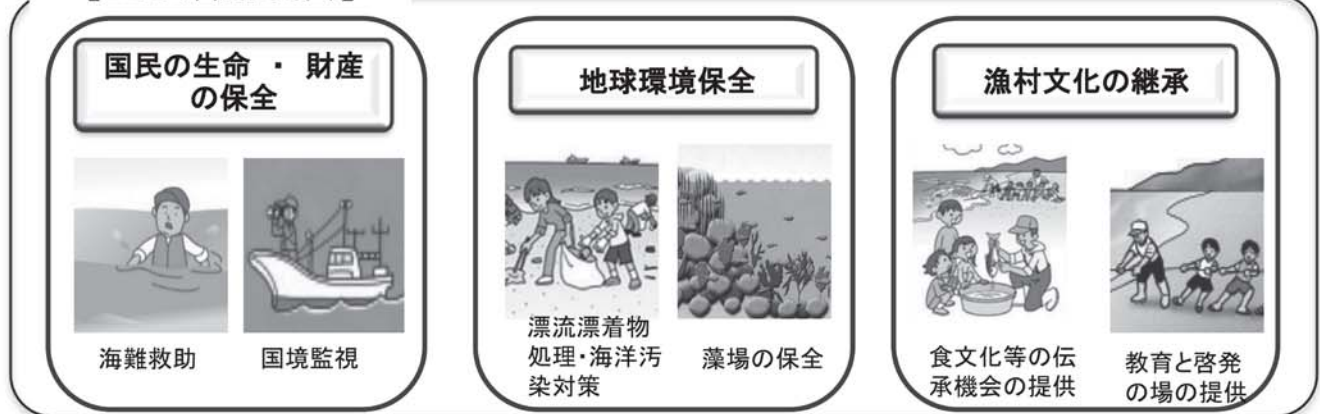 国民の生命 ・ 財産
の保全
海難救助
国境監視
地球環境保全
漂流漂着物
処理・海洋汚
染対策
藻場の保全
漁村文化の継承
食文化等の伝
承機会の提供
教育と啓発
の場の提供